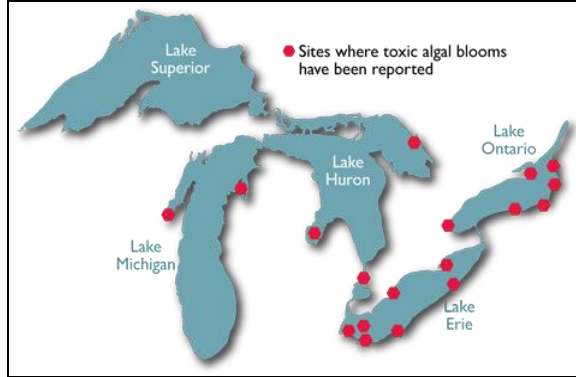 Lake
Superior
Sites where toxic algal blooms
have been reported
Lake
Ontario
Lake
Huron
Lake
Michigan
Lake
Erie